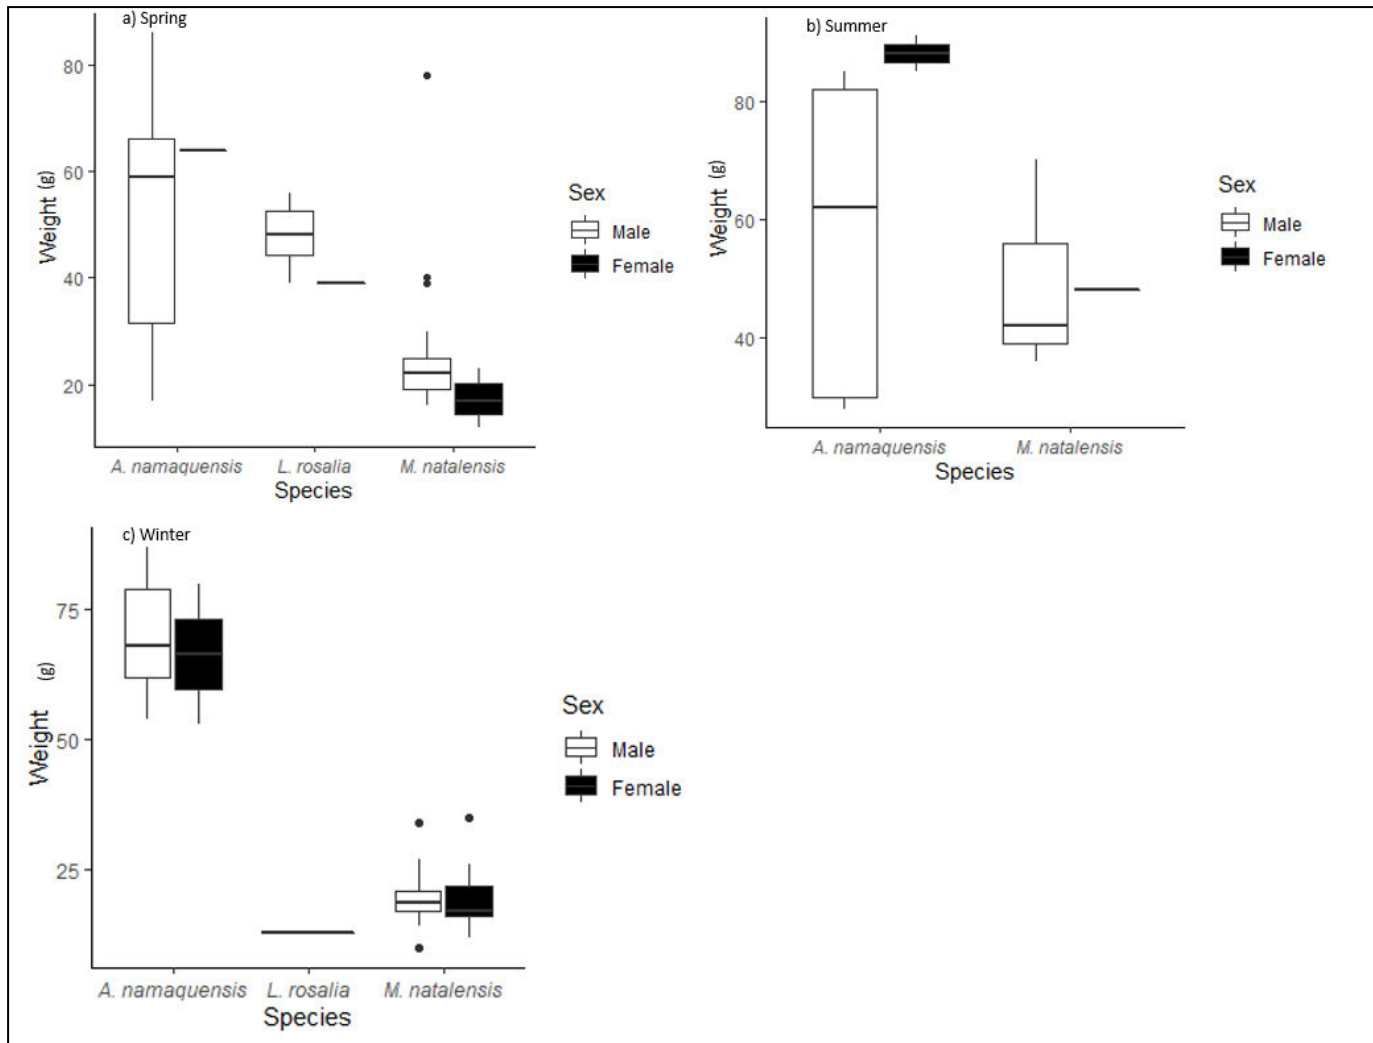 a) Spring
80
60
40
20
Weight (g)
A. namaquensis L. rosalia M. natalensis
Species
Sex
Male
Female
b) Summer
80
60
40
Weight (g)
A. namaquensis M. natalensis
Species
Sex
Male
Female
c) Winter
75
50
25
Weight (g)
A. namaquensis L. rosalia M. natalensis
Species
Sex
Male
Female